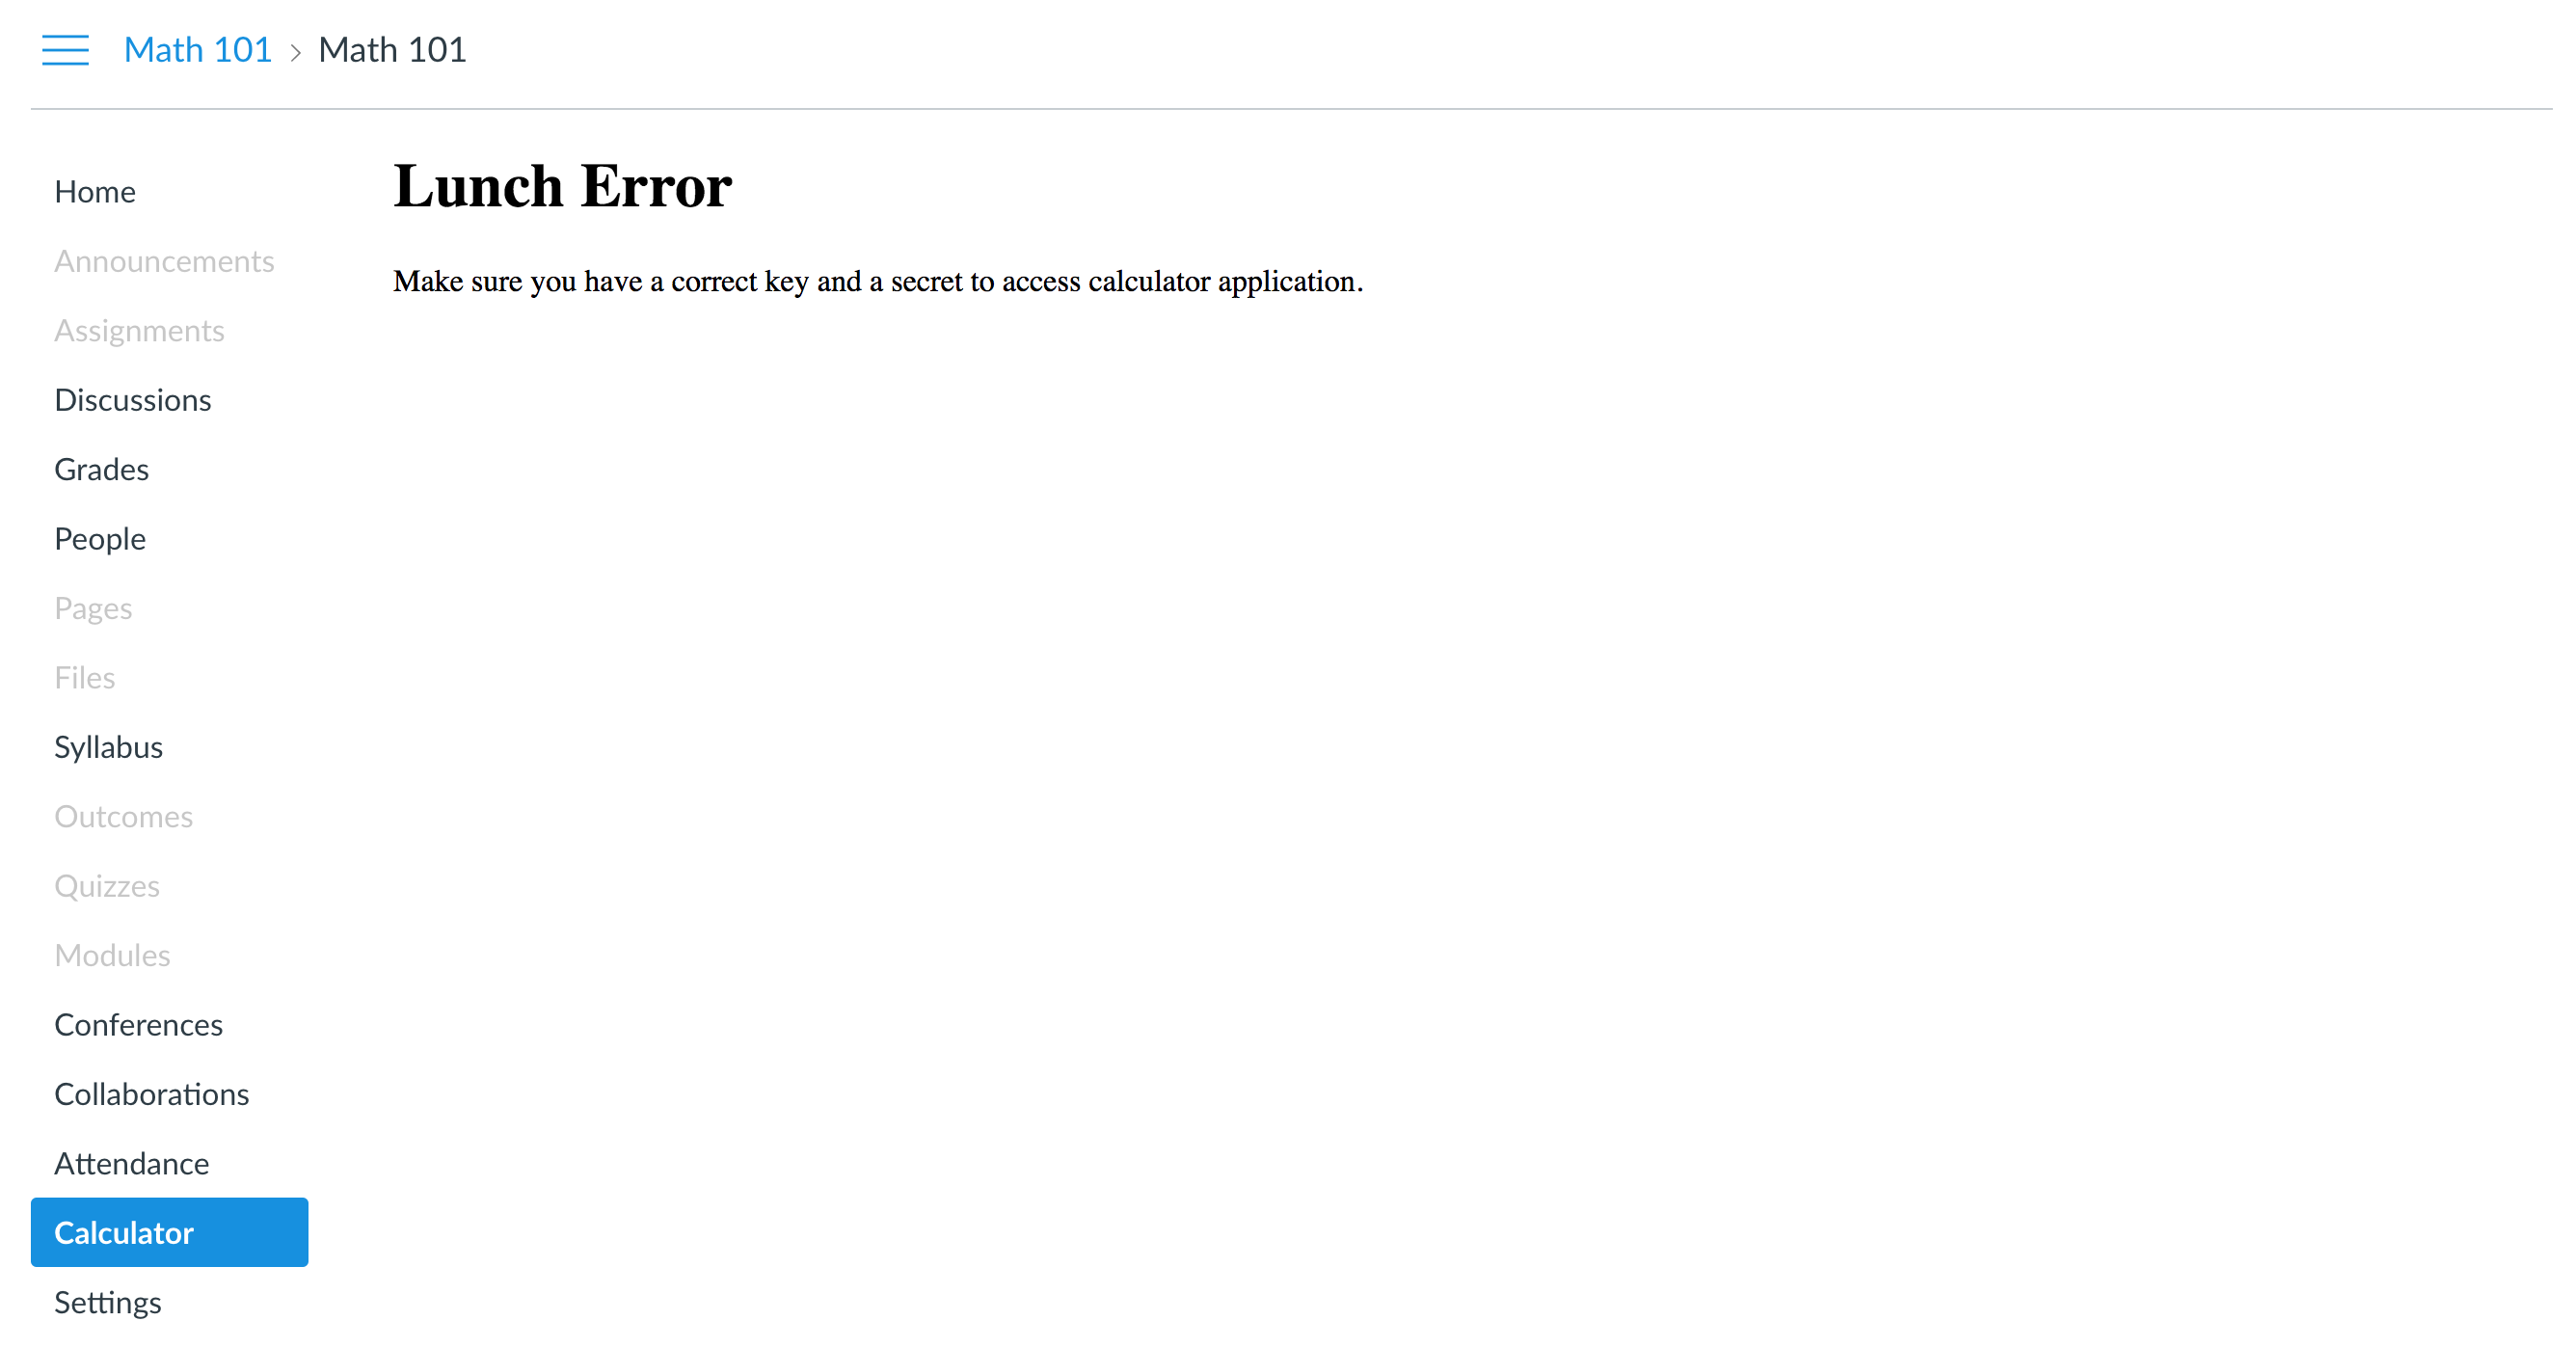 Math 101 > Math 101
Home
Announcements
Assignments
Discussions
Grades
People
Pages
Files
Syllabus
Outcomes
Quizzes
Modules
Conferences
Collaborations
Attendance
Calculator
Settings
Lunch Error
Make sure you have a correct key and a secret to access calculator application.